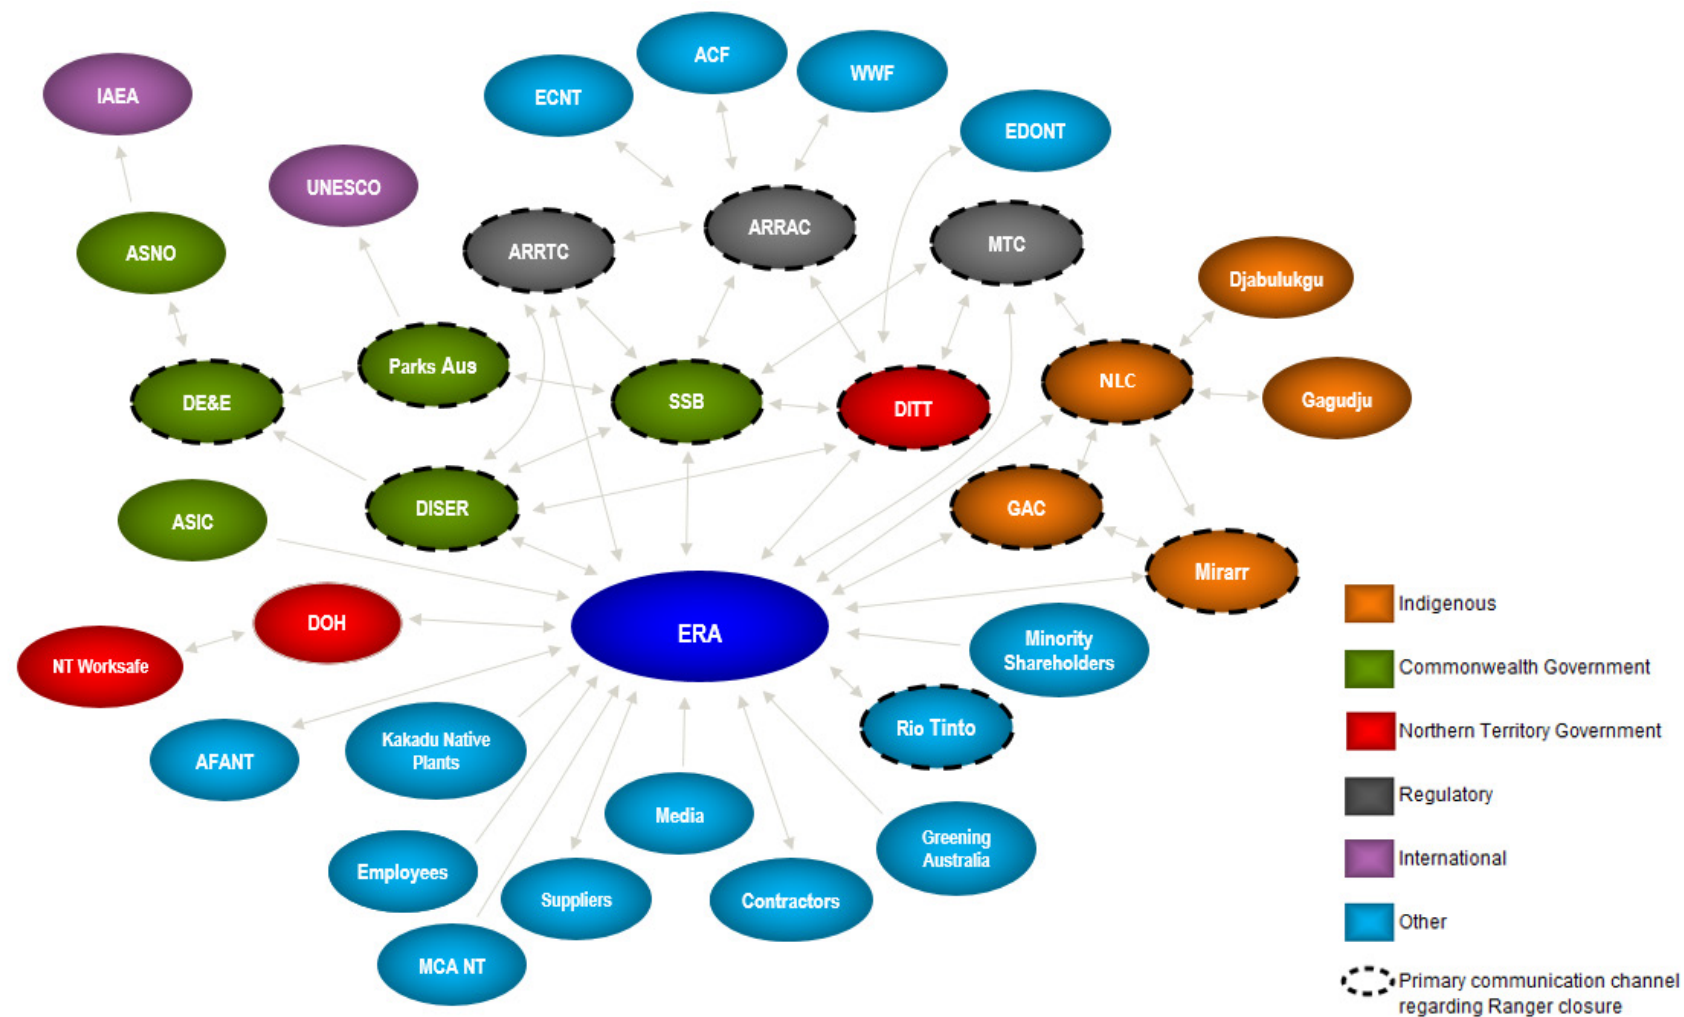 ACF
WWF
IAEA
ECNT
EDONT
UNESCO
ARRAC
MTC
ARRTC
ASNO
Djabulukgu
Parks Aus
NLC
DE&E
SSB
DITT
Gagudju
DISER
GAC
ASIC
Mirarr
DOH
ERA
NT Worksafe
Minority
Shareholders
Rio Tinto
AFANT
Kakadu Native
Plants
Media
Greening
Australia
Employees
Suppliers
Contractors
MCA NT
Indigenous
Commonwealth Government
Northern Territory Government
Regulatory
International
Other
Primary communication channel
regarding Ranger closure